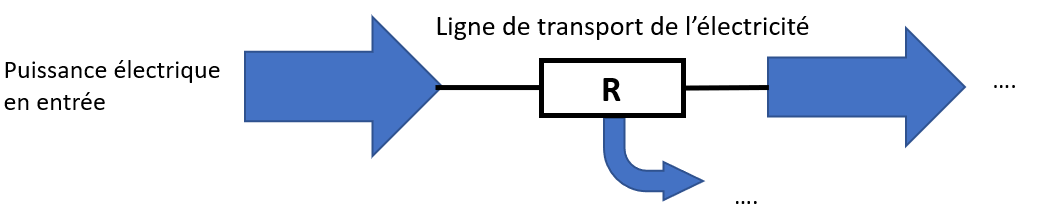 Ligne de transport de l’électricité
Puissance électrique
en entrée
R
....
....